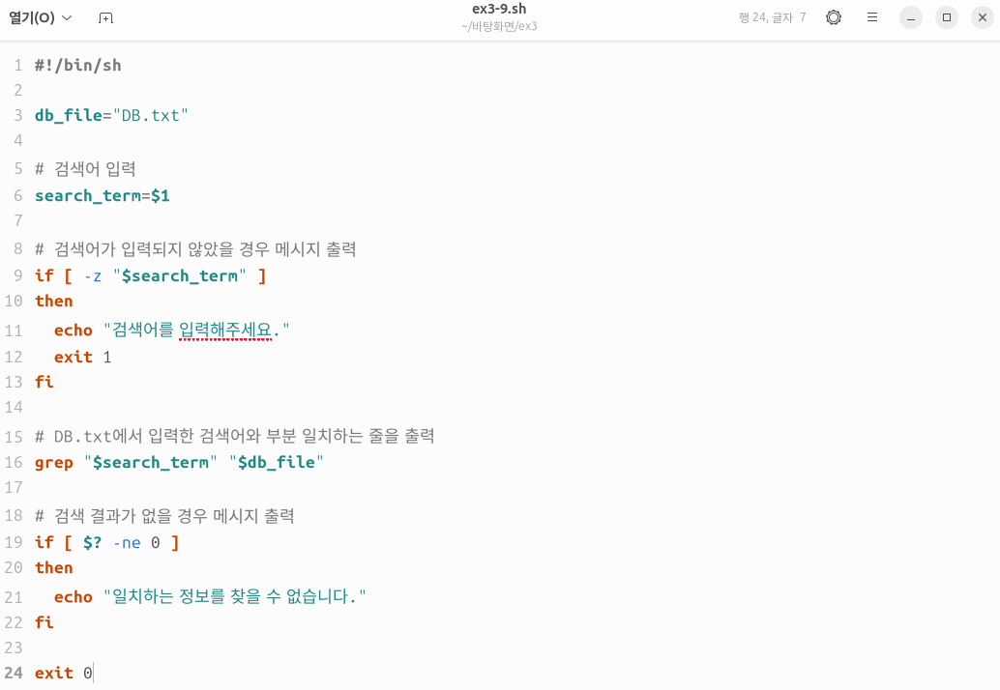 열기(O)
ex3-9.sh
~/바탕화면/ex3
행 24, 글자 7
1 #!/bin/sh
2
3 db_file="DB.txt"
4
5 # 검색어 입력
6 search_term=$1
7
8 # 검색어가 입력되지 않았을 경우 메시지 출력
9 if [ -z "$search_term" ]
10 then
11   echo "검색어를 입력해주세요."
12   exit 1
13 fi
14
15 # DB.txt에서 입력한 검색어와 부분 일치하는 줄을 출력
16 grep "$search_term" "$db_file"
17
18 # 검색 결과가 없을 경우 메시지 출력
19 if [ $? -ne 0 ]
20 then
21   echo "일치하는 정보를 찾을 수 없습니다."
22 fi
23
24 exit 0